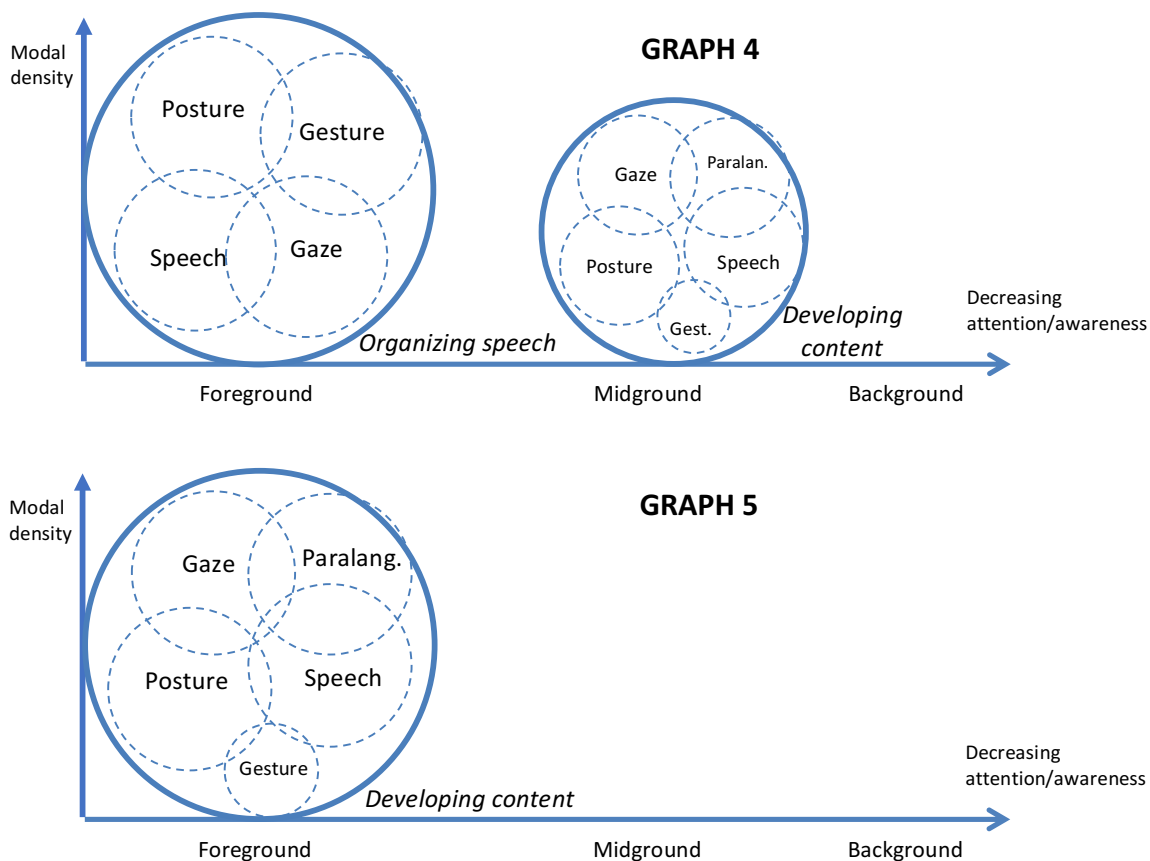 Modal
density
GRAPH 4
Posture
Gesture
Speech
Gaze
Gaze
Paralan.
Posture
Speech
Gest.
Organizing speech
Developing
content
Decreasing
attention/awareness
Foreground
Midground
Background
Modal
density
GRAPH 5
Gaze
Paralang.
Posture
Speech
Gesture
Developing content
Decreasing
attention/awareness
Foreground
Midground
Background